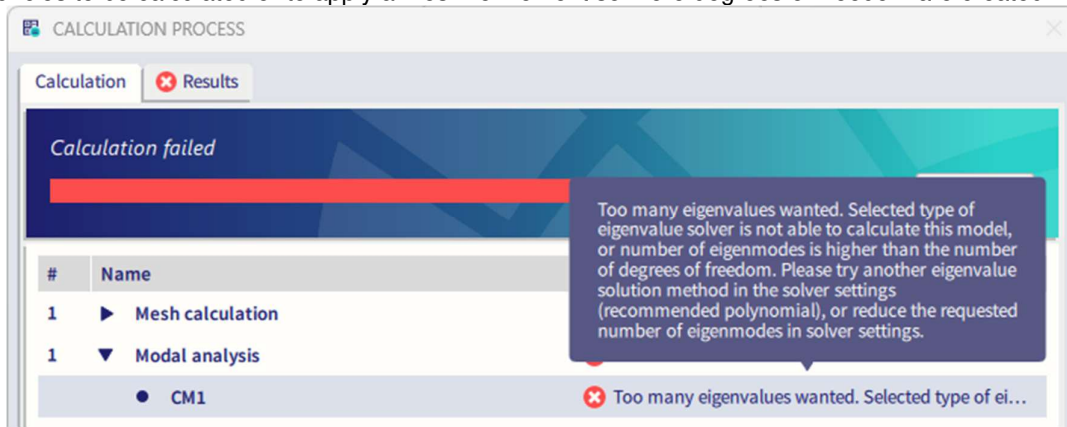 CALCULATION PROCESS
Calculation
Results
Calculation failed
Too many eigenvalues wanted. Selected type of
eigenvalue solver is not able to calculate this model,
or number of eigenmodes is higher than the number
of degrees of freedom. Please try another eigenvalue
solution method in the solver settings
(recommended polynomial), or reduce the requested
number of eigenmodes in solver settings.
# Name
1 Mesh calculation
1 Modal analysis
CM1 Too many eigenvalues wanted. Selected type of ei...